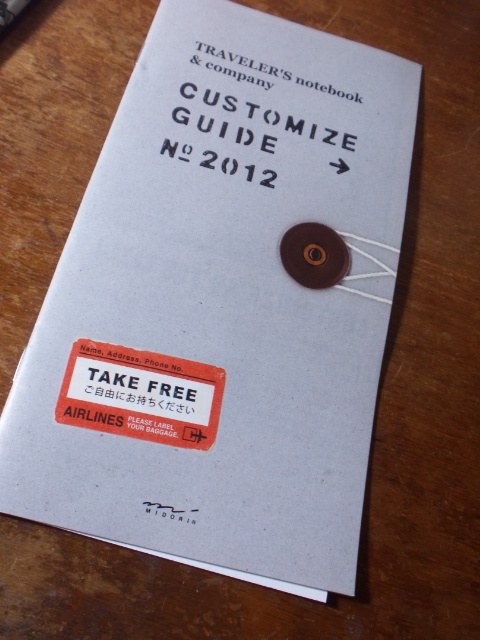 TRAVELER'S notebook
& company
CUSTOMIZE
GUIDE →
№ 2012
Name, Address, Phone No.
TAKE FREE
ご自由にお持ちください
AIRLINES
PLEASE LABEL
YOUR BAGGAGE.
MIDORI